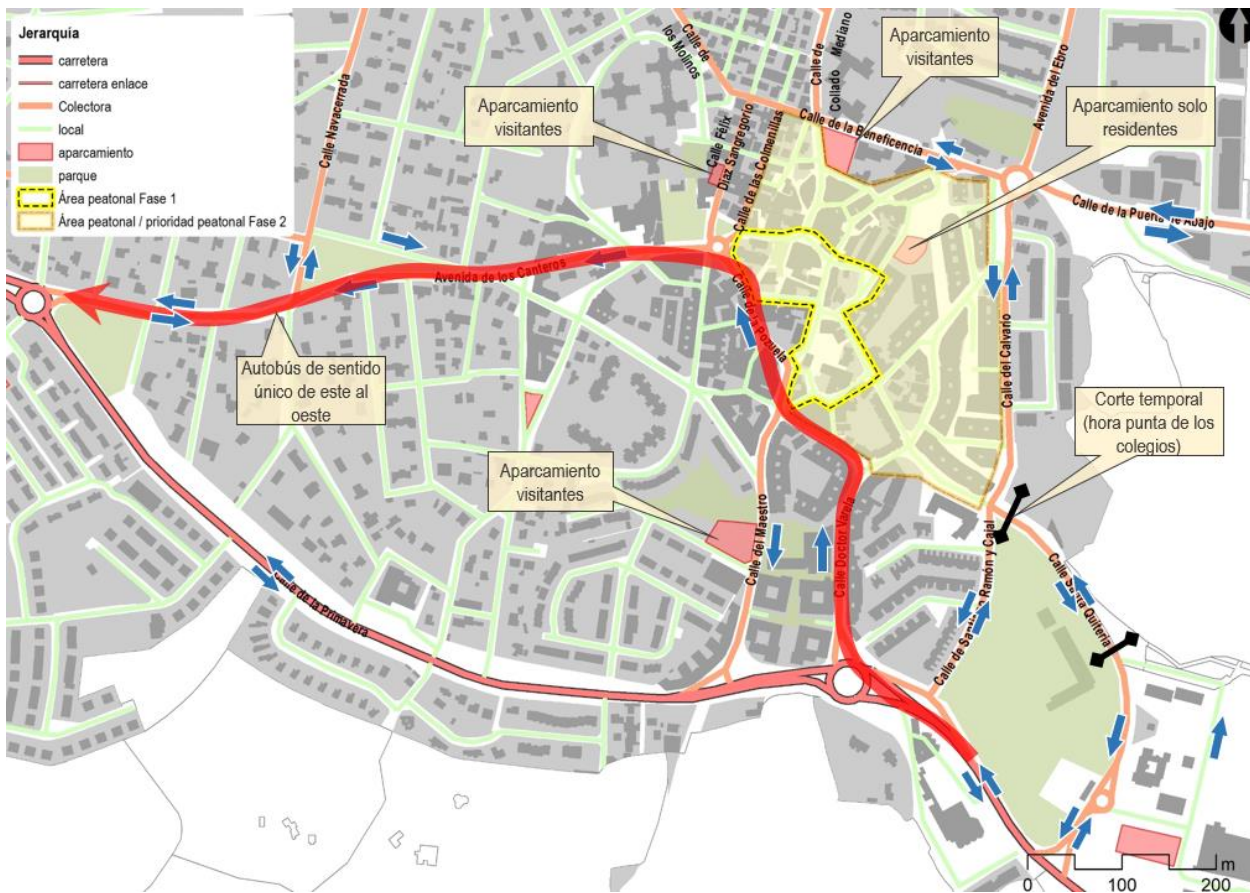 Jerarquía
carretera
carretera enlace
Colectora
local
aparcamiento
parque
Área peatonal Fase 1
Área peatonal / prioridad peatonal Fase 2
Calle de
los Molinos
Calle de
Collado Mediano
Aparcamiento
visitantes
Avenida del Ebro
Aparcamiento
visitantes
Aparcamiento solo
residentes
Calle Navacerrada
Calle Félix
Díaz Sangregorio
Calle de las Colmenillas
Calle de la Beneficencia
Calle de la Puerta de Abajo
Avenida de los Canteros
Calle de la Pozuela
Calle del Calvario
Autobús de sentido
único de este al
oeste
Corte temporal
(hora punta de los
colegios)
Aparcamiento
visitantes
Calle del Maestro
Calle Doctor Varela
Calle de Santiago Ramón y Cajal
Calle Santa Quiteria
Calle de la Primavera
m
0 100 200